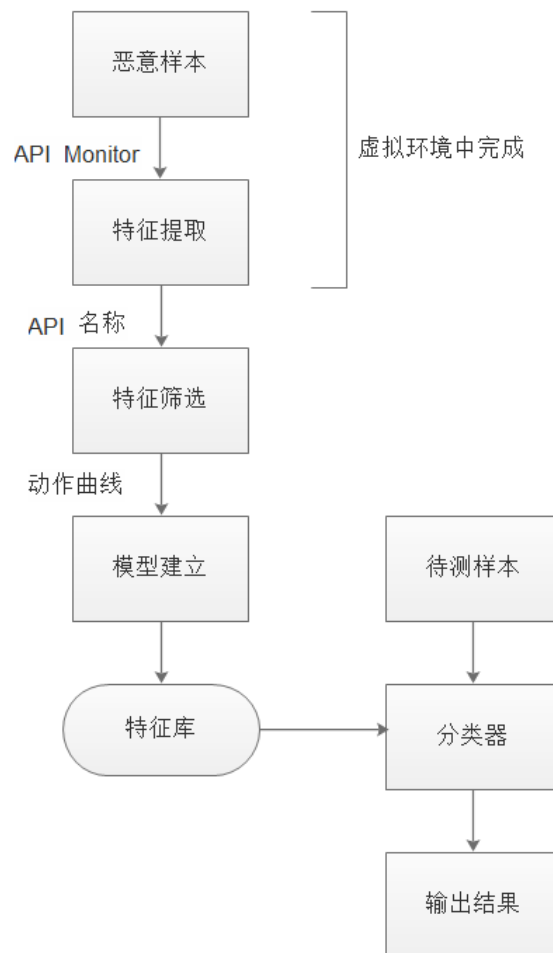 恶意样本
API Monitor
虚拟环境中完成
特征提取
API 名称
特征筛选
动作曲线
模型建立
待测样本
特征库
分类器
输出结果